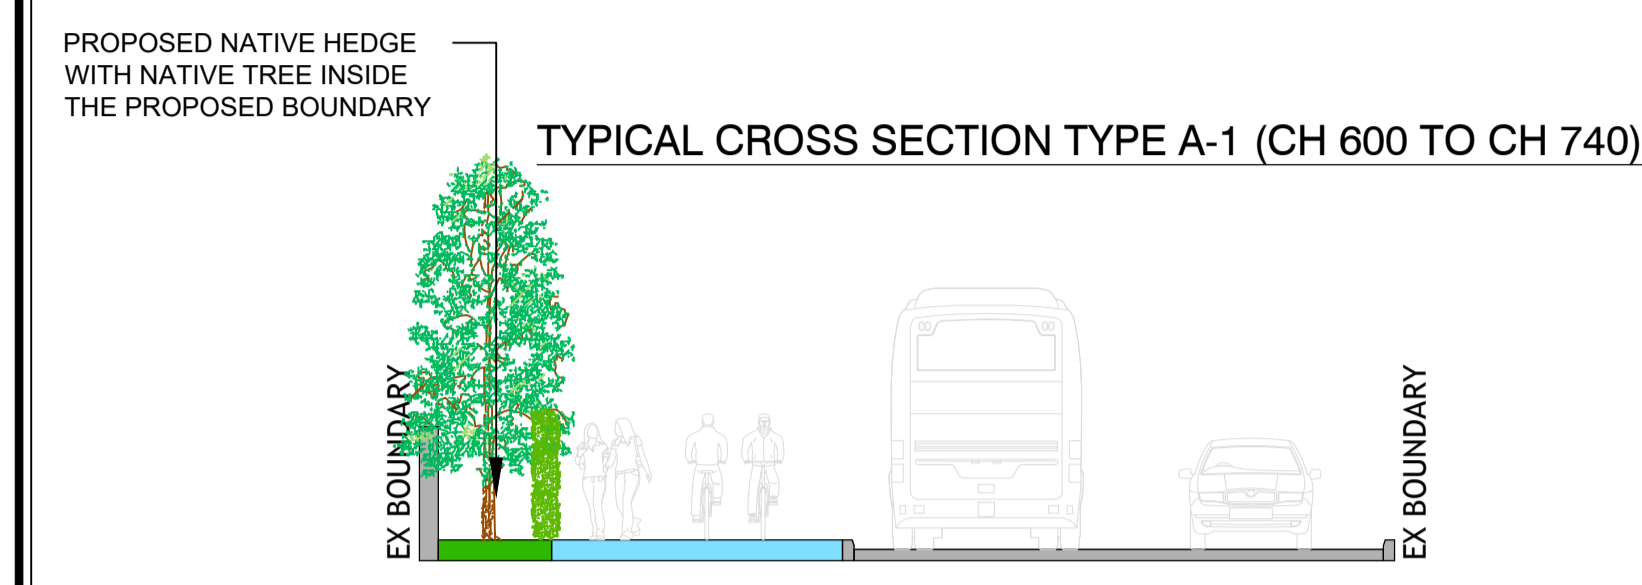 PROPOSED NATIVE HEDGE
WITH NATIVE TREE INSIDE
THE PROPOSED BOUNDARY
TYPICAL CROSS SECTION TYPE A-1 (CH 600 TO CH 740)
EX BOUNDARY
EX BOUNDARY